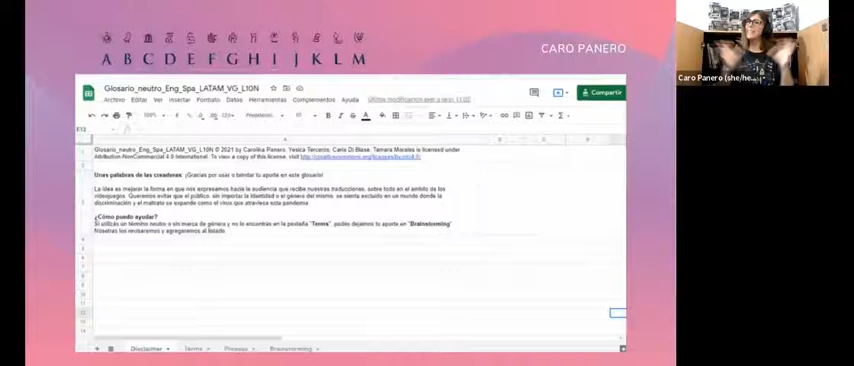 A B C D E F G H I J K L M
CARO PANERO
Caro Panero (she/he...
Glosario_neutro_Eng_Spa_LATAM_VG_L10N
Archivo Editar Ver Insertar Formato Datos Herramientas Complementos Ayuda
Compartir
E12
Glosario_neutro_Eng_Spa_LATAM_VG_L10N © 2021 by Carolina Panero, Yesica Terceros, Carla Di Blase, Tamara Morales is licensed under
Attribution-NonCommercial 4.0 International. To view a copy of this license, visit
Unas palabras de las creadoras: ¡Gracias por usar o brindar tu aporte en este glosario!
La idea es mejorar la forma en que nos expresamos hacia la audiencia que recibe nuestras traducciones, sobre todo en el ámbito de los
videojuegos. Queremos evitar que el público, sin importar la identidad o el género del mismo, se sienta excluido en un mundo donde la
discriminación y el maltrato se expande como el virus que atraviesa esta pandemia.
¿Cómo puedo ayudar?
Si utilizás un término neutro o sin marca de género y no lo encontrás en la pestaña "Terms", podés dejarnos tu aporte en "Brainstorming"
Nosotras los revisaremos y agregaremos al listado.
Disclaimer Terms Phrases Brainstorming